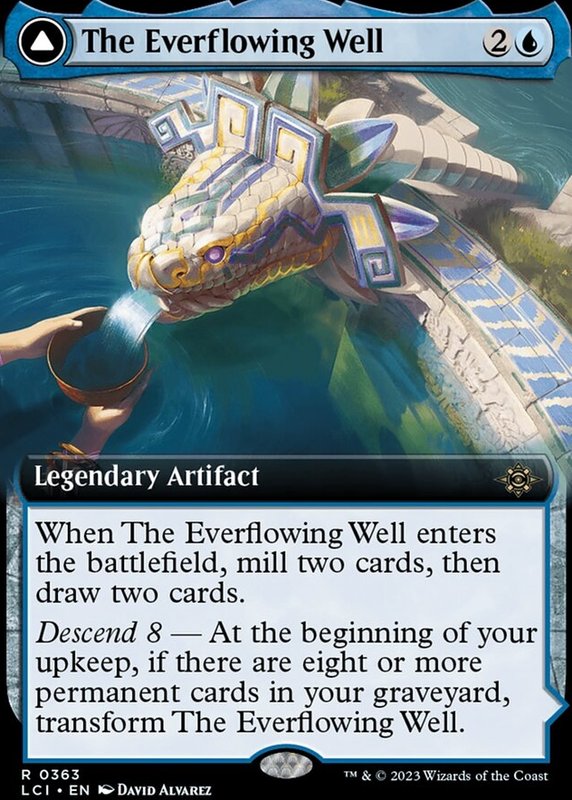 The Everflowing Well 2
Legendary Artifact
When The Everflowing Well enters
the battlefield, mill two cards, then
draw two cards.
Descend 8 — At the beginning of your
upkeep, if there are eight or more
permanent cards in your graveyard,
transform The Everflowing Well.
R 0363
LCI • EN David Alvarez
™ & © 2023 Wizards of the Coast